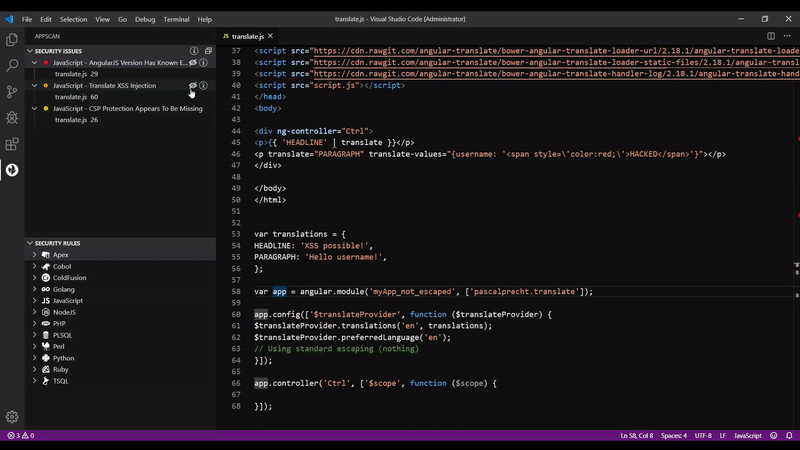 File Edit Selection View Go Debug Terminal Help
translate.js - Visual Studio Code [Administrator]
APPSCAN
SECURITY ISSUES
JavaScript - AngularJS Version Has Known E...
translate.js 29
JavaScript - Translate XSS Injection
translate.js 60
JavaScript - CSP Protection Appears To Be Missing
translate.js 26
SECURITY RULES
Apex
Cobol
ColdFusion
Golang
JavaScript
NodeJS
PHP
PLSQL
Perl
Python
Ruby
TSQL
JS translate.js
37 <script src="https://cdn.rawgit.com/angular-translate/bower-angular-translate-loader-url/2.18.1/angular-transl
38 <script src="https://cdn.rawgit.com/angular-translate/bower-angular-translate-loader-static-files/2.18.1/angul
39 <script src="https://cdn.rawgit.com/angular-translate/bower-angular-translate-handler-log/2.18.1/angular-trans
40 <script src="script.js"></script>
41 </head>
42 <body>
43
44 <div ng-controller="Ctrl">
45 <p>{{ 'HEADLINE' | translate }}</p>
46 <p translate="PARAGRAPH" translate-values="{username: '<span style=\'color:red;\'>HACKED</span>'}"></p>
47 </div>
48
49 </body>
50 </html>
51
52
53 var translations = {
54 HEADLINE: 'XSS possible!',
55 PARAGRAPH: 'Hello username!',
56 };
57
58 var app = angular.module('myApp_not_escaped', ['pascalprecht.translate']);
59
60 app.config(['$translateProvider', function ($translateProvider) {
61 $translateProvider.translations('en', translations);
62 $translateProvider.preferredLanguage('en');
63 // Using standard escaping (nothing)
64 }]);
65
66 app.controller('Ctrl', ['$scope', function ($scope) {
67
68 }]);
3 0
Ln 58, Col 8 Spaces: 4 UTF-8 LF JavaScript